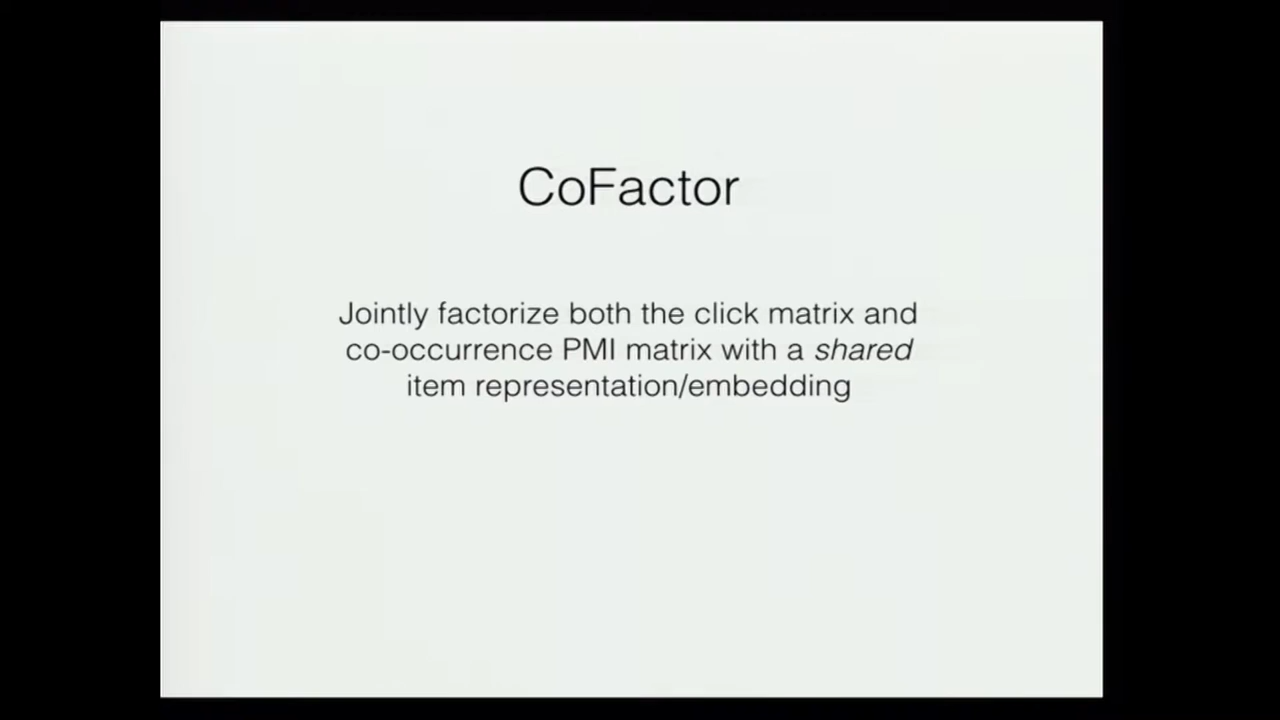 CoFactor
Jointly factorize both the click matrix and
co-occurrence PMI matrix with a shared
item representation/embedding